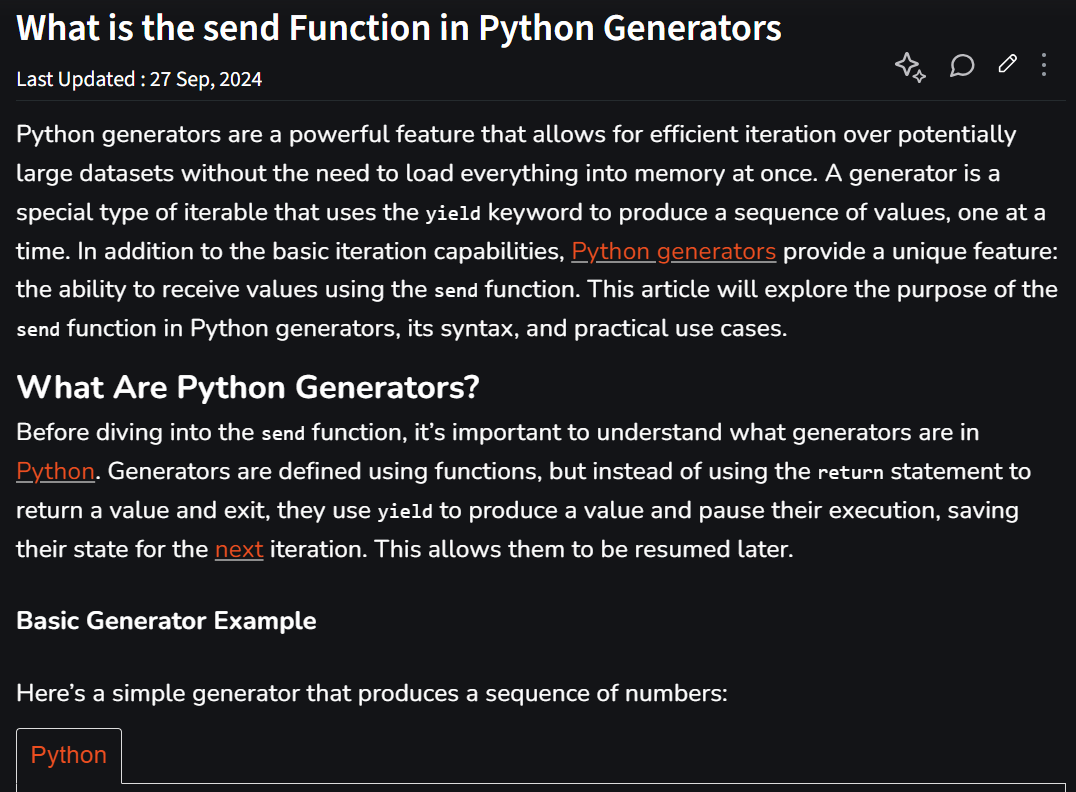 What is the send Function in Python Generators
Last Updated : 27 Sep, 2024
Python generators are a powerful feature that allows for efficient iteration over potentially
large datasets without the need to load everything into memory at once. A generator is a
special type of iterable that uses the yield keyword to produce a sequence of values, one at a
time. In addition to the basic iteration capabilities, Python generators provide a unique feature:
the ability to receive values using the send function. This article will explore the purpose of the
send function in Python generators, its syntax, and practical use cases.
What Are Python Generators?
Before diving into the send function, it’s important to understand what generators are in
Python. Generators are defined using functions, but instead of using the return statement to
return a value and exit, they use yield to produce a value and pause their execution, saving
their state for the next iteration. This allows them to be resumed later.
Basic Generator Example
Here’s a simple generator that produces a sequence of numbers:
Python